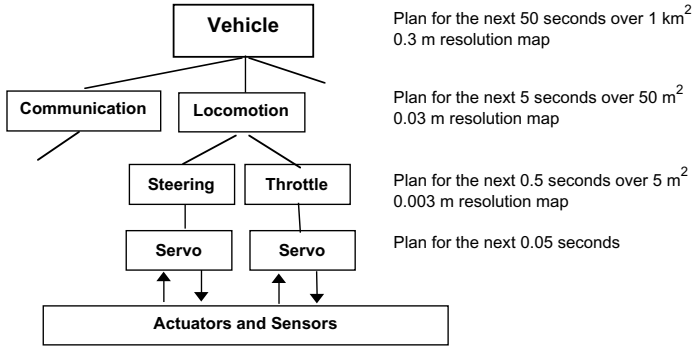 Vehicle
Plan for the next 50 seconds over 1 km²
0.3 m resolution map
Communication
Locomotion
Plan for the next 5 seconds over 50 m²
0.03 m resolution map
Steering
Throttle
Plan for the next 0.5 seconds over 5 m²
0.003 m resolution map
Servo
Servo
Plan for the next 0.05 seconds
Actuators and Sensors